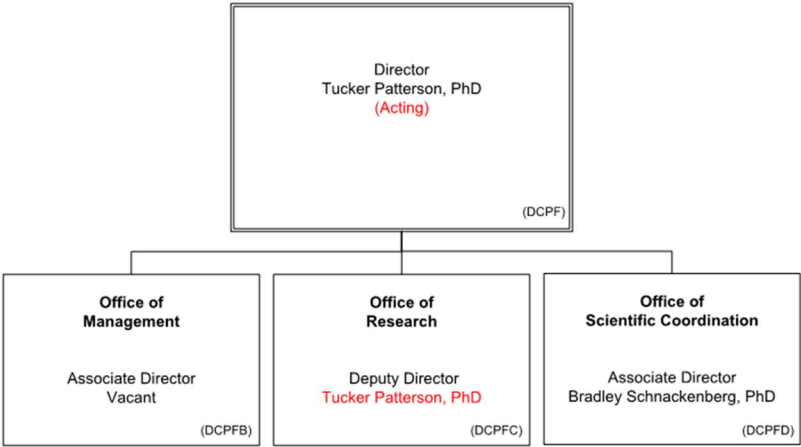 Director
Tucker Patterson, PhD
(Acting)
(DCPF)
Office of
Management
Associate Director
Vacant
(DCPFB)
Office of
Research
Deputy Director
Tucker Patterson, PhD
(DCPFC)
Office of
Scientific Coordination
Associate Director
Bradley Schnackenberg, PhD
(DCPFD)